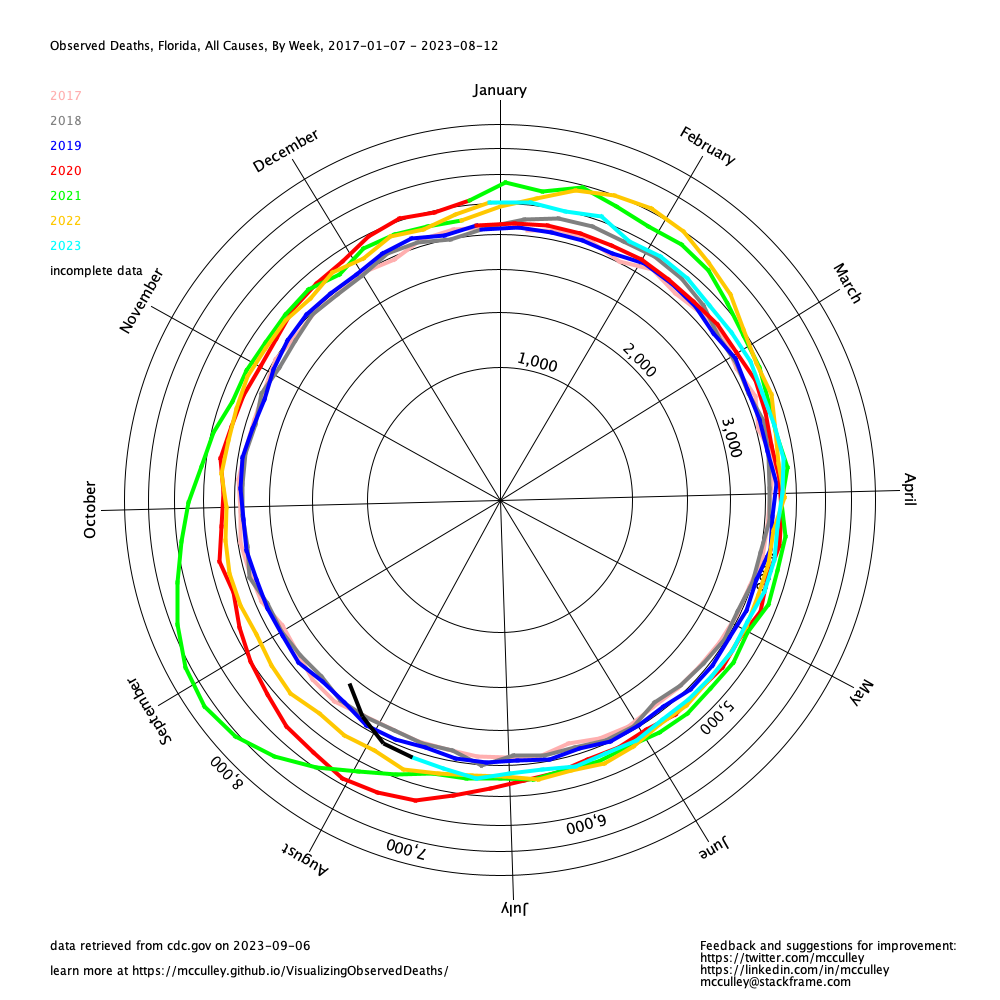 Observed Deaths, Florida, All Causes, By Week, 2017-01-07 - 2023-08-12
January
2017
2018
2019
2020
2021
2022
2023
incomplete data
December
February
November
March
1,000
2,000
3,000
October
April
September
May
5,000
8,000
6,000
7,000
August
June
July
data retrieved from cdc.gov on 2023-09-06
learn more at https://mcculley.github.io/VisualizingObservedDeaths/
Feedback and suggestions for improvement:
https://twitter.com/mcculley
https://linkedin.com/in/mcculley
mcculley@stackframe.com